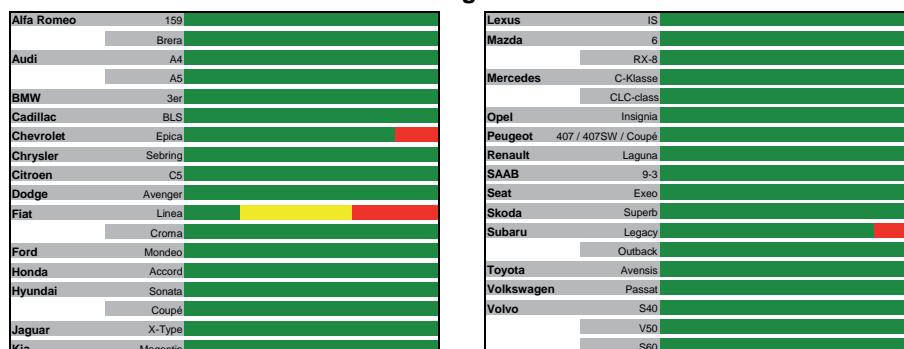 Alfa Romeo 159
Brera
Audi A4
A5
BMW 3er
Cadillac BLS
Chevrolet Epica
Chrysler Sebring
Citroen C5
Dodge Avenger
Fiat Linea
Croma
Ford Mondeo
Honda Accord
Hyundai Sonata
Coupé
Jaguar X-Type
Kia Magentis
Lexus IS
Mazda 6
RX-8
Mercedes C-Klasse
CLC-class
Opel Insignia
Peugeot 407 / 407SW / Coupé
Renault Laguna
SAAB 9-3
Seat Exeo
Skoda Superb
Subaru Legacy
Outback
Toyota Avensis
Volkswagen Passat
Volvo S40
V50
S60